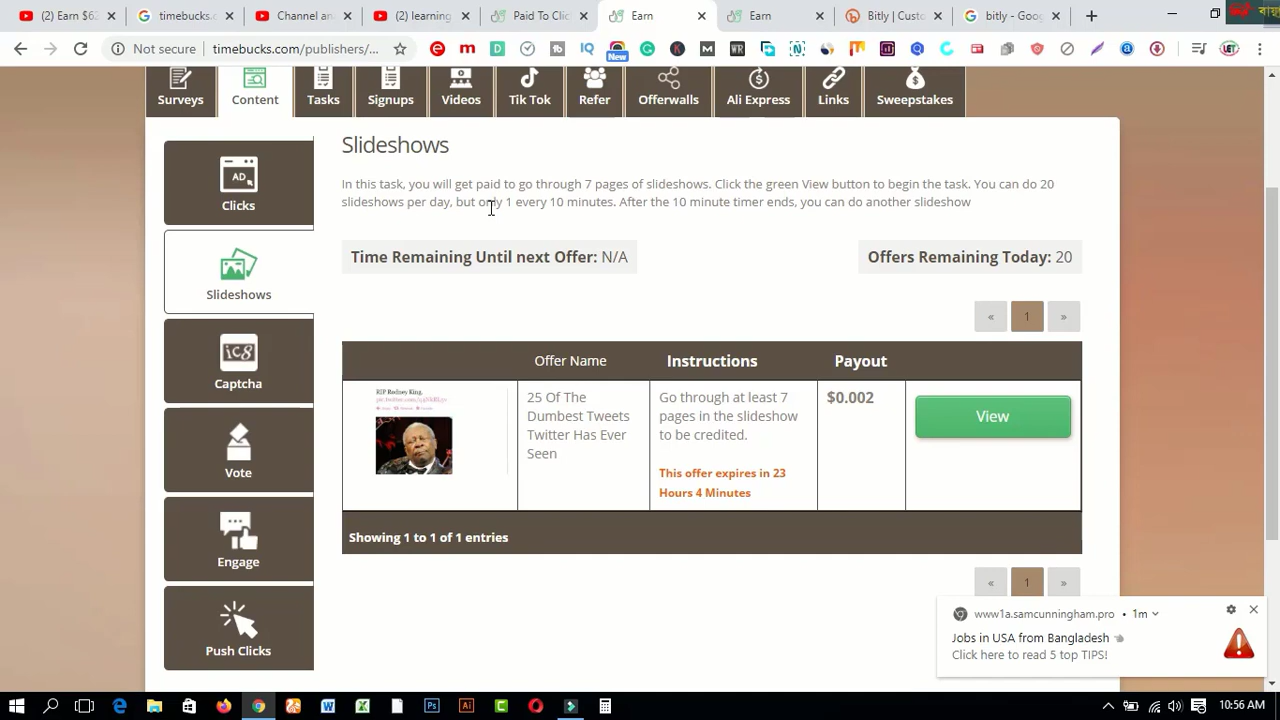 (2) Earn $62
timebucks.c
Channel an
(2) learning
Paid To Clic
Earn
Earn
Bitly | Custo
bitly - Goog
Not secure
timebucks.com/publishers/...
New
Surveys
Content
Tasks
Signups
Videos
Tik Tok
Refer
Offerwalls
Ali Express
Links
Sweepstakes
AD
Clicks
Slideshows
Captcha
Vote
Engage
Push Clicks
Slideshows
In this task, you will get paid to go through 7 pages of slideshows. Click the green View button to begin the task. You can do 20
slideshows per day, but only 1 every 10 minutes. After the 10 minute timer ends, you can do another slideshow
Time Remaining Until next Offer: N/A
Offers Remaining Today: 20
« 1 »
Offer Name
Instructions
Payout
RIP Rodney King.
25 Of The
Dumbest Tweets
Twitter Has Ever
Seen
Go through at least 7
pages in the slideshow
to be credited.
This offer expires in 23
Hours 4 Minutes
$0.002
View
Showing 1 to 1 of 1 entries
« 1 »
www1a.samcunningham.pro • 1m
Jobs in USA from Bangladesh
Click here to read 5 top TIPS!
10:56 AM